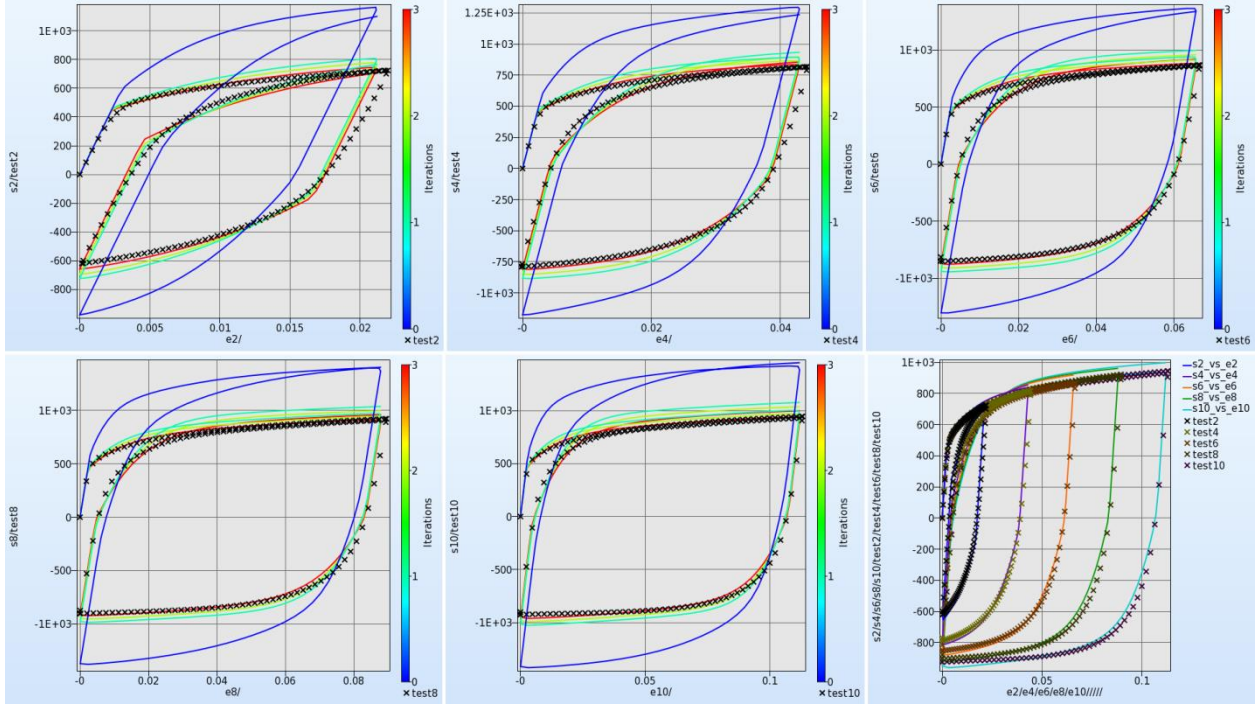 1E+03
800
600
400
200
0
-200
-400
-600
-800
s2/test2
-0
0.005
0.01
0.015
0.02
e2/
3
2
1
0
Iterations
×test2
1.25E+03
1E+03
750
500
250
0
-250
-500
-750
-1E+03
s4/test4
-0
0.02
0.04
e4/
3
2
1
0
Iterations
×test4
1E+03
500
0
-500
-1E+03
s6/test6
-0
0.02
0.04
0.06
e6/
3
2
1
0
Iterations
×test6
1E+03
500
0
-500
-1E+03
s8/test8
-0
0.02
0.04
0.06
0.08
e8/
3
2
1
0
Iterations
×test8
1E+03
500
0
-500
-1E+03
s10/test10
-0
0.05
0.1
e10/
3
2
1
0
Iterations
×test10
1E+03
800
600
400
200
0
-200
-400
-600
-800
s2/s4/s6/s8/s10/test2/test4/test6/test8/test10
-0
0.05
0.1
e2/e4/e6/e8/e10/////
s2_vs_e2
s4_vs_e4
s6_vs_e6
s8_vs_e8
s10_vs_e10
×test2
×test4
×test6
×test8
×test10